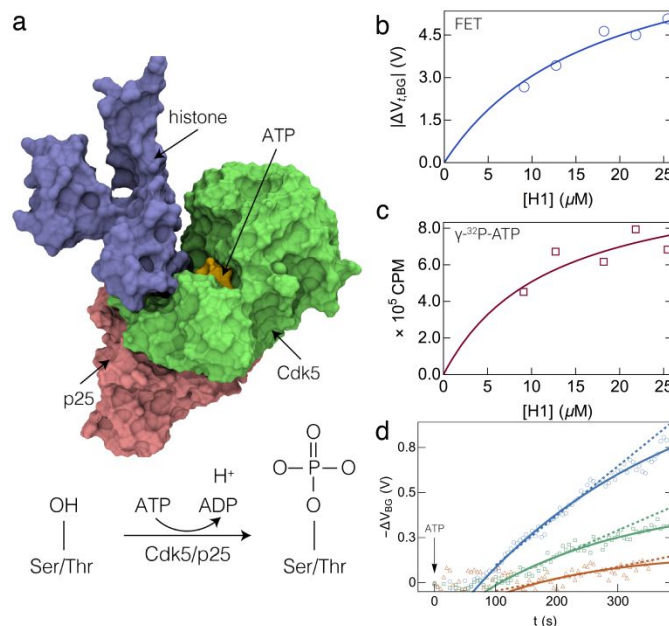 a
histone
ATP
Cdk5
p25
OH
Ser/Thr
ATP
H⁺
ADP
Cdk5/p25
O
O
P
O
O
Ser/Thr
b
FET
|ΔV_{t,BG}| (V)
4.5
3.0
1.5
0.0
0 5 10 15 20 25
[H1] (μM)
c
γ-³²P-ATP
× 10⁵ CPM
8.0
6.0
4.0
2.0
0.0
0 5 10 15 20 25
[H1] (μM)
d
-ΔV_{BG} (V)
0.8
0.5
0.3
0
ATP
0 100 200 300
t (s)